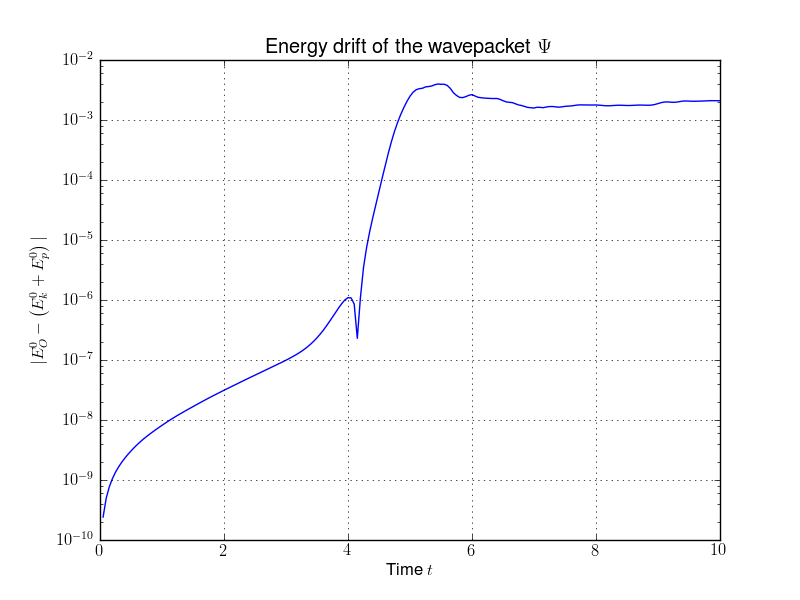 Energy drift of the wavepacket Ψ
10⁻²
10⁻³
10⁻⁴
10⁻⁵
10⁻⁶
10⁻⁷
10⁻⁸
10⁻⁹
10⁻¹⁰
|E_O^0 − (E_k^0 + E_p^0) |
0 2 4 6 8 10
Time t